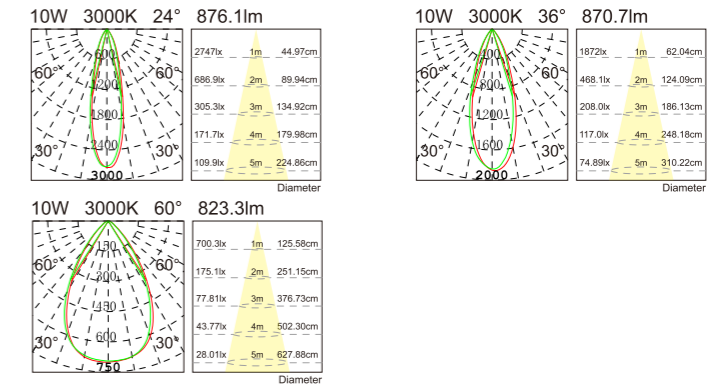 10W 3000K 24° 876.1lm
600
1200
1800
2400
3000
60° 60°
30° 30°
2747lx 1m 44.97cm
686.9lx 2m 89.94cm
305.3lx 3m 134.92cm
171.7lx 4m 179.98cm
109.9lx 5m 224.86cm
Diameter
10W 3000K 36° 870.7lm
400
800
1200
1600
2000
60° 60°
30° 30°
1872lx 1m 62.04cm
468.1lx 2m 124.09cm
208.0lx 3m 186.13cm
117.0lx 4m 248.18cm
74.89lx 5m 310.22cm
Diameter
10W 3000K 60° 823.3lm
150
300
450
600
750
60° 60°
30° 30°
700.3lx 1m 125.58cm
175.1lx 2m 251.15cm
77.81lx 3m 376.73cm
43.77lx 4m 502.30cm
28.01lx 5m 627.88cm
Diameter